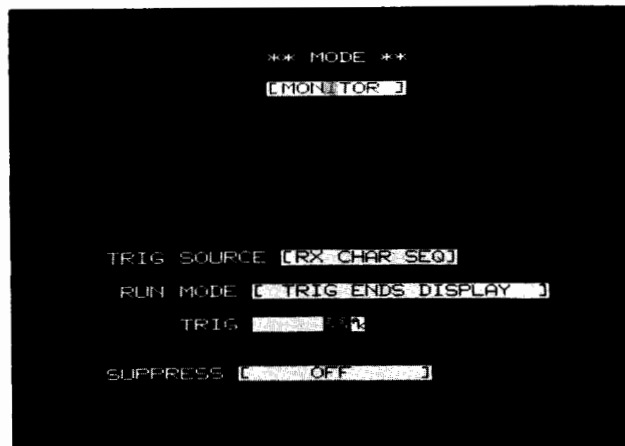 ** MODE **
[MONITOR ]
TRIG SOURCE [RX CHAR SEQ]
RUN MODE [ TRIG ENDS DISPLAY ]
TRIG
SUPPRESS [ OFF ]